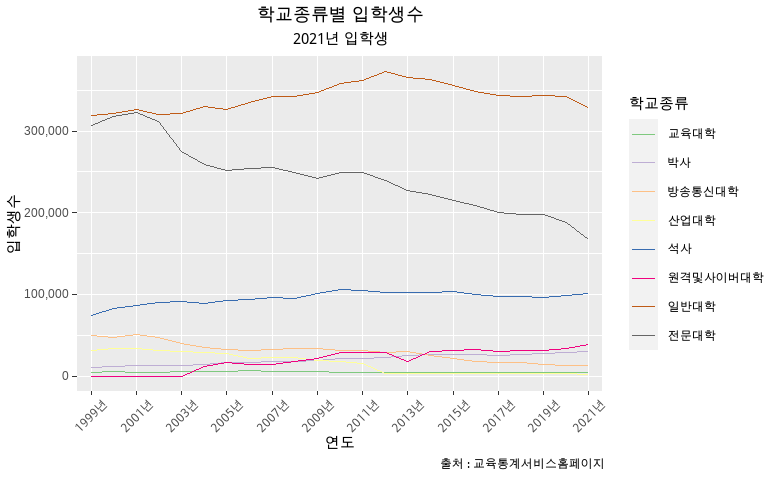 학교종류별 입학생수
2021년 입학생
입학생수
300,000
200,000
100,000
0
1999년 2001년 2003년 2005년 2007년 2009년 2011년 2013년 2015년 2017년 2019년 2021년
연도
학교종류
교육대학
박사
방송통신대학
산업대학
석사
원격및사이버대학
일반대학
전문대학
출처 : 교육통계서비스홈페이지